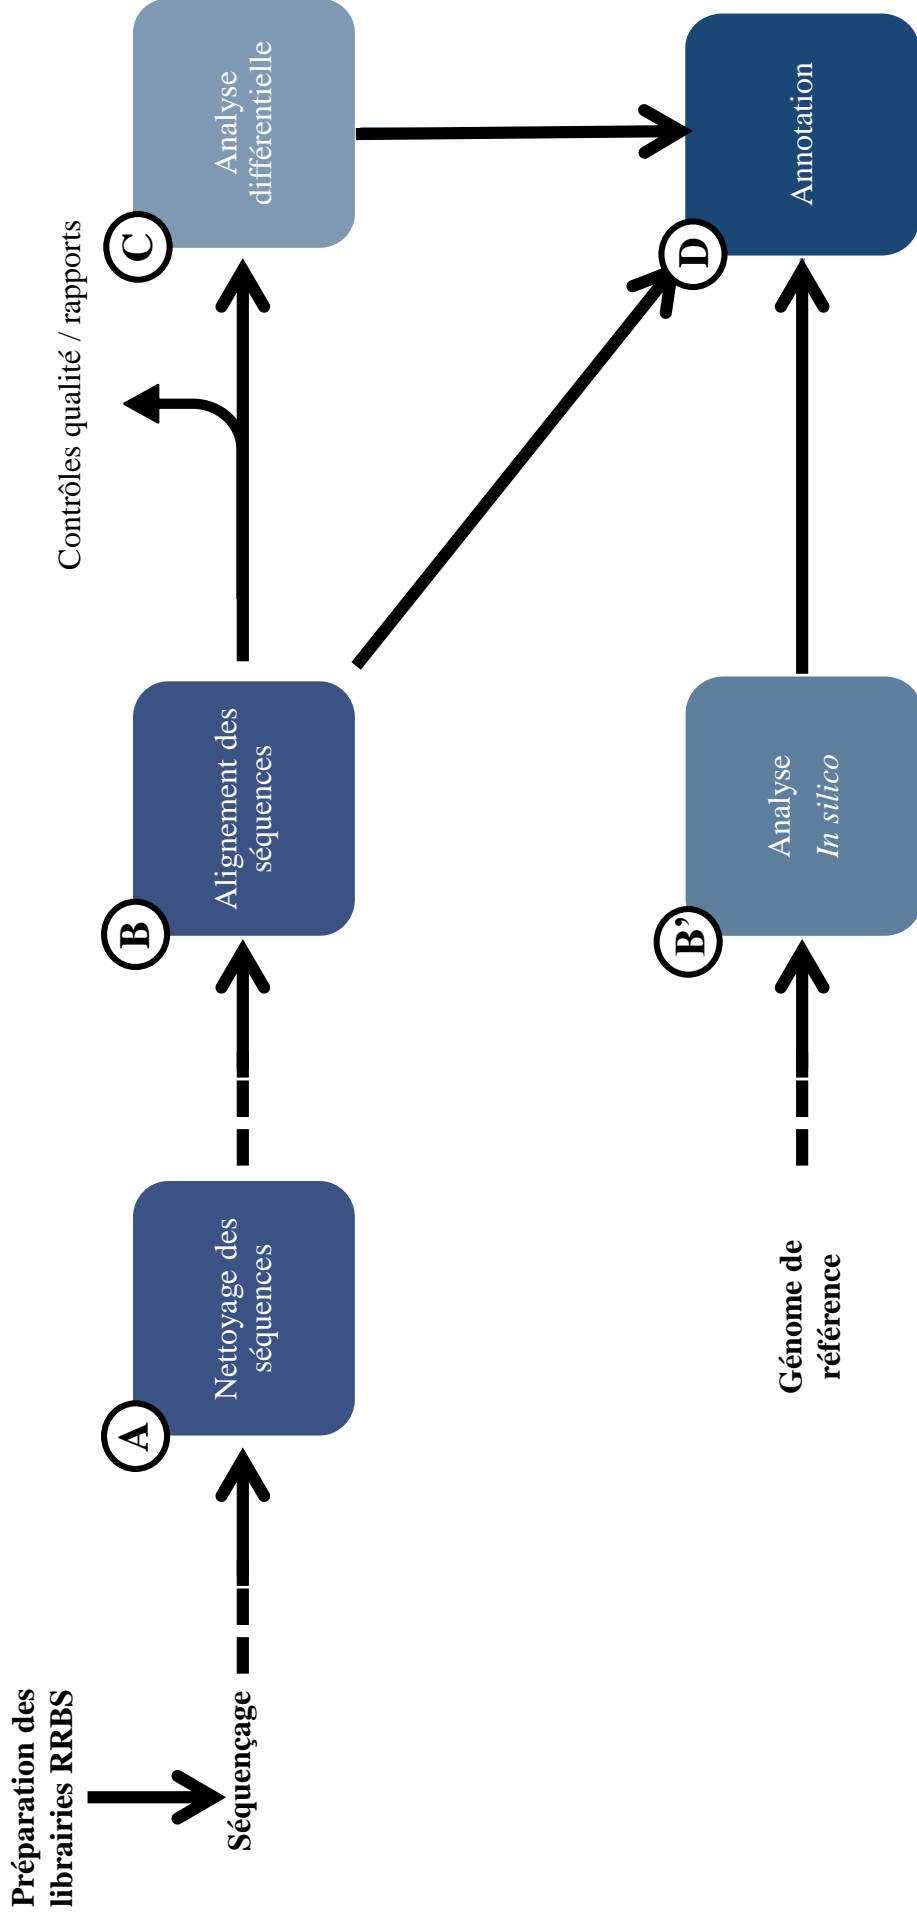 Préparation des
librairies RRBS
Séquençage
A
Nettoyage des
séquences
B
Alignement des
séquences
Contrôles qualité / rapports
C
Analyse
différentielle
Génome de
référence
B’
Analyse
In silico
D
Annotation